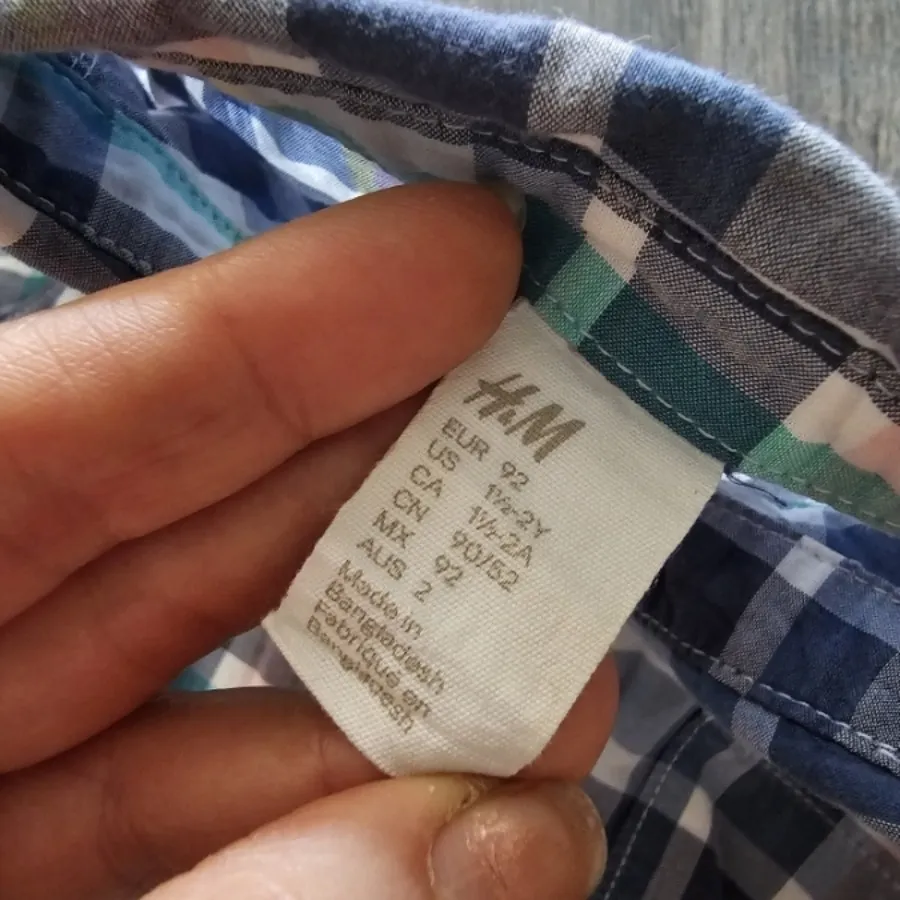 H&M
EUR 92
US 1½-2Y
CA 1½-2A
CN 90/52
MX 92
AUS 2
Made in
Bangladesh
Fabriqué en
Bangladesh